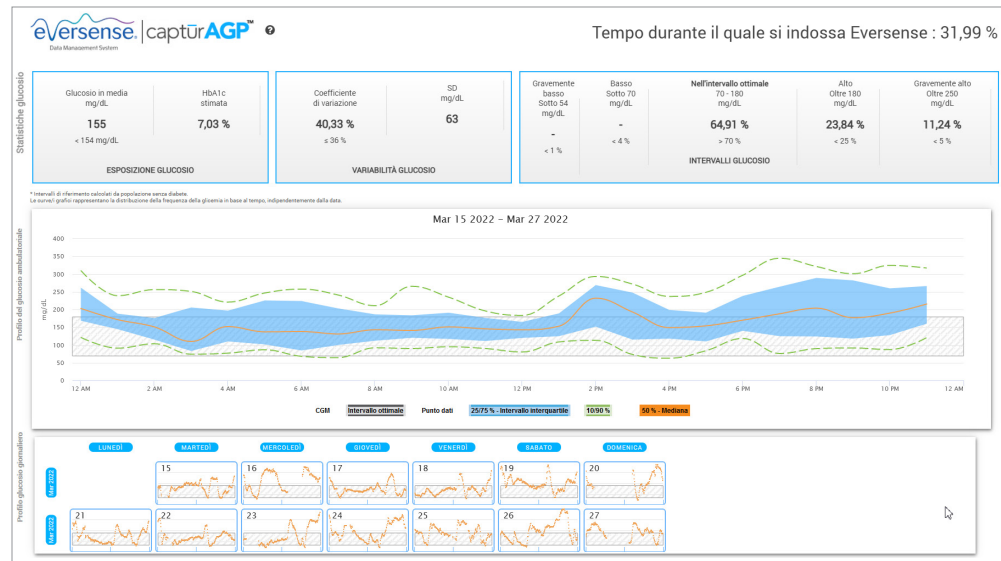 eversense. | captūrAGP™ ?
Data Management System
Tempo durante il quale si indossa Eversense : 31,99 %
Statistiche glucosio
Glucosio in media
mg/dL
155
< 154 mg/dL
HbA1c
stimata
7,03 %
ESPOSIZIONE GLUCOSIO
Coefficiente
di variazione
40,33 %
≤ 36 %
SD
mg/dL
63
VARIABILITÀ GLUCOSIO
Gravemente
basso
Sotto 54
mg/dL
-
< 1 %
Basso
Sotto 70
mg/dL
-
< 4 %
Nell'intervallo ottimale
70 - 180
mg/dL
64,91 %
> 70 %
Alto
Oltre 180
mg/dL
23,84 %
< 25 %
Gravemente alto
Oltre 250
mg/dL
11,24 %
< 5 %
INTERVALLI GLUCOSIO
* Intervalli di riferimento calcolati da popolazione senza diabete.
Le curve/i grafici rappresentano la distribuzione della frequenza della glicemia in base al tempo, indipendentemente dalla data.
Profilo del glucosio ambulatoriale
Mar 15 2022 - Mar 27 2022
mg/dL
400
350
300
250
200
150
100
50
0
12 AM 2 AM 4 AM 6 AM 8 AM 10 AM 12 PM 2 PM 4 PM 6 PM 8 PM 10 PM 12 AM
CGM Intervallo ottimale Punto dati 25/75 % - Intervallo interquartile 10/90 % 50 % - Mediana
Profilo glucosio giornaliero
LUNEDÌ MARTEDÌ MERCOLEDÌ GIOVEDÌ VENERDÌ SABATO DOMENICA
Mar 2022
15 16 17 18 19 20
Mar 2022
21 22 23 24 25 26 27